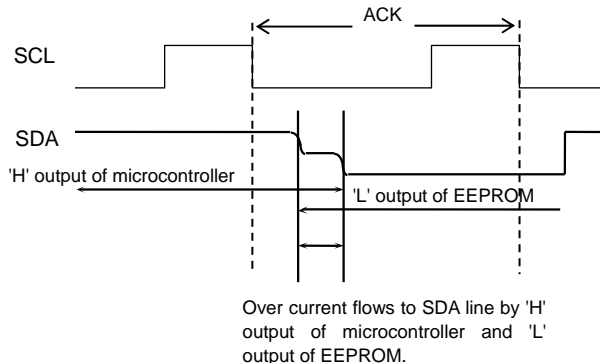 ACK
SCL
SDA
'H' output of microcontroller
'L' output of EEPROM
Over current flows to SDA line by 'H'
output of microcontroller and 'L'
output of EEPROM.